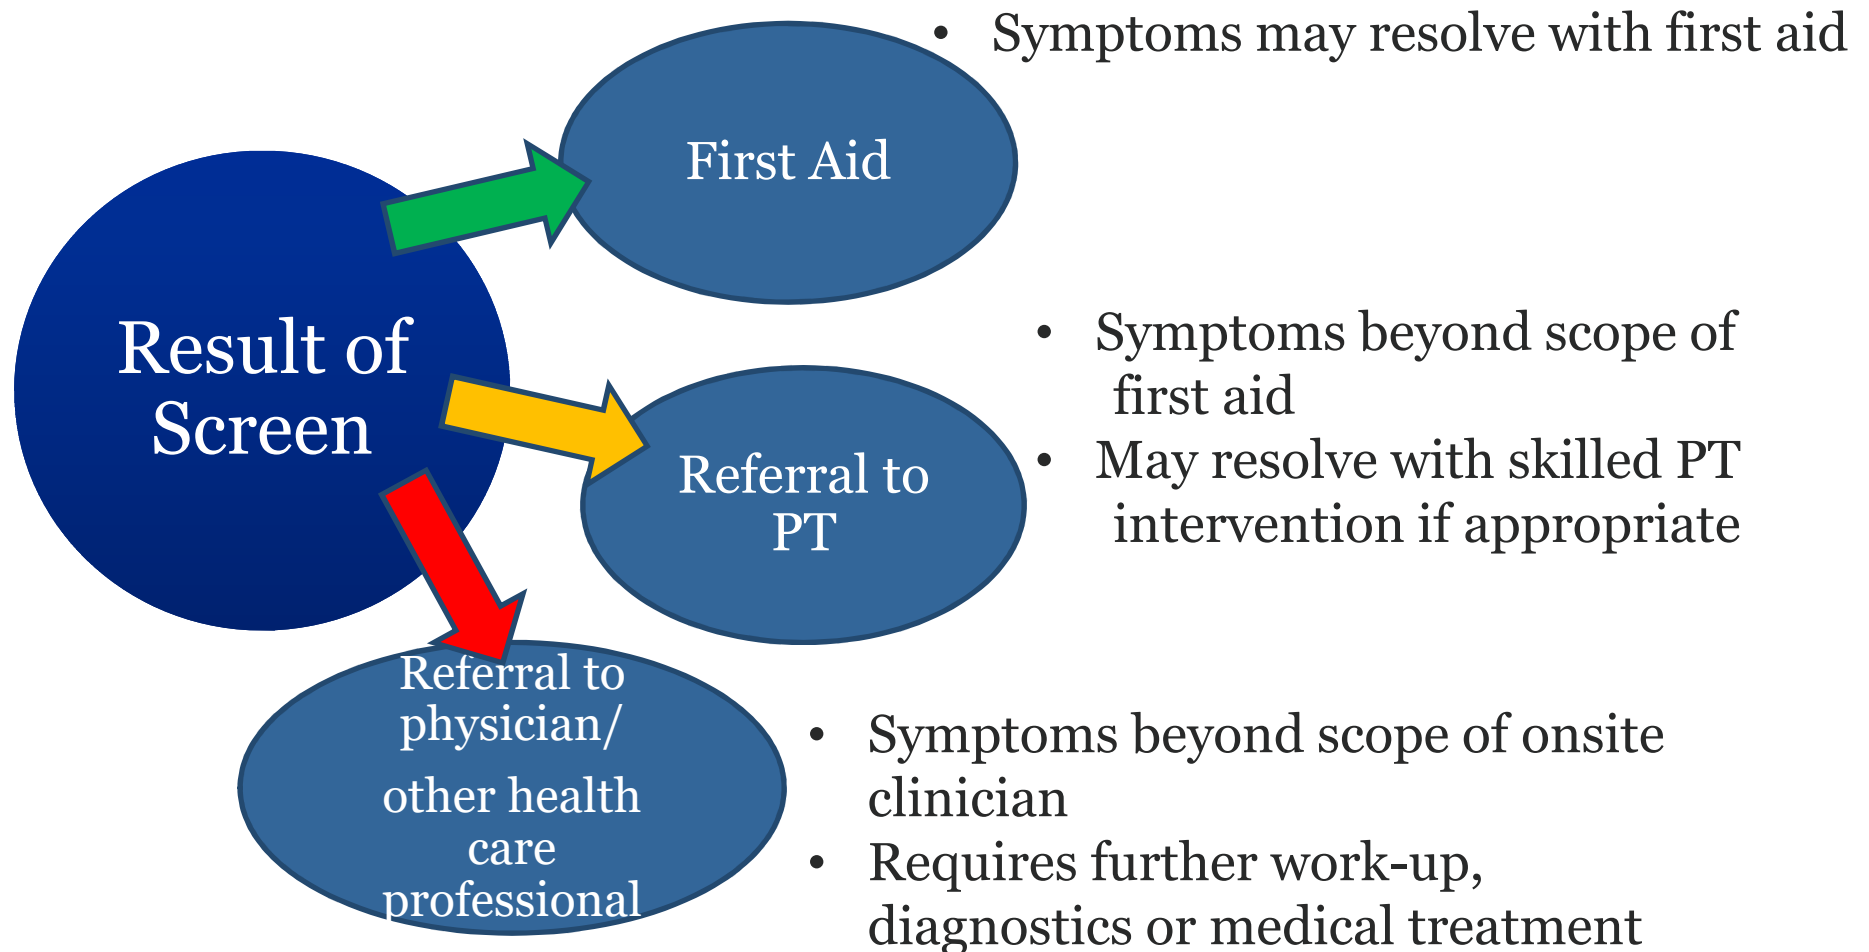 • Symptoms may resolve with first aid
First Aid
Result of
Screen
• Symptoms beyond scope of
first aid
• May resolve with skilled PT
intervention if appropriate
Referral to
PT
Referral to
physician/
other health
care
professional
• Symptoms beyond scope of onsite
clinician
• Requires further work-up,
diagnostics or medical treatment